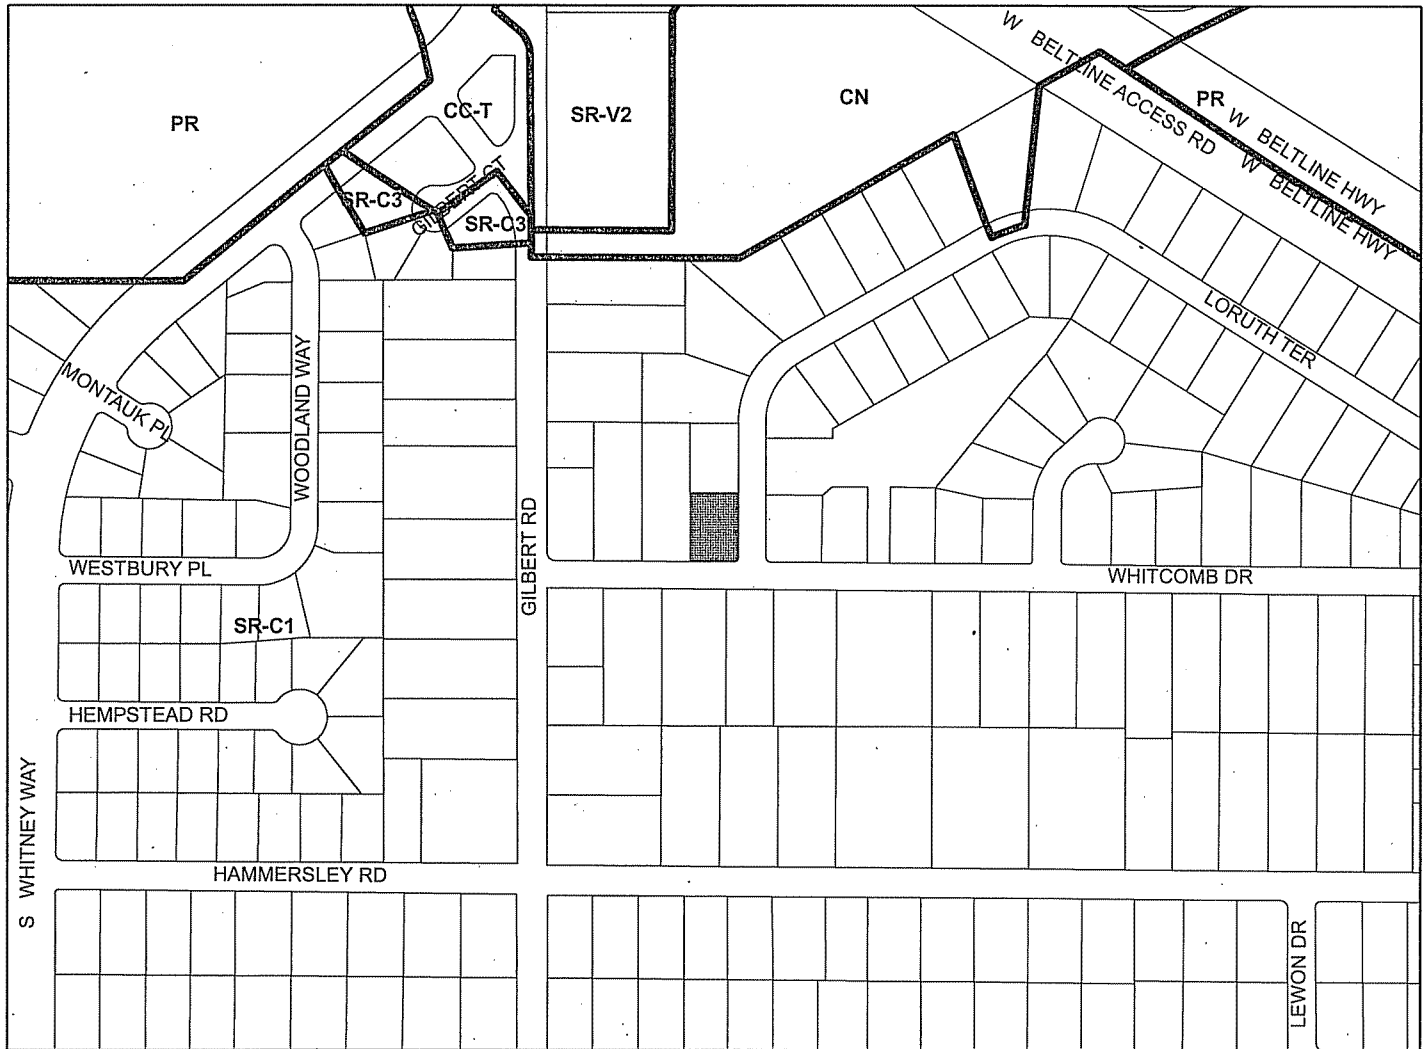 W BELTLINE ACCESS RD
PR
W BELTLINE HWY
W BELTLINE HWY
CN
PR
CC-T
SR-V2
GILBERT CT
SR-C3
SR-C3
LORUTH TER
MONTAUK PL
WOODLAND WAY
GILBERT RD
WESTBURY PL
WHITCOMB DR
SR-C1
HEMPSTEAD RD
S WHITNEY WAY
HAMMERSLEY RD
LEWON DR